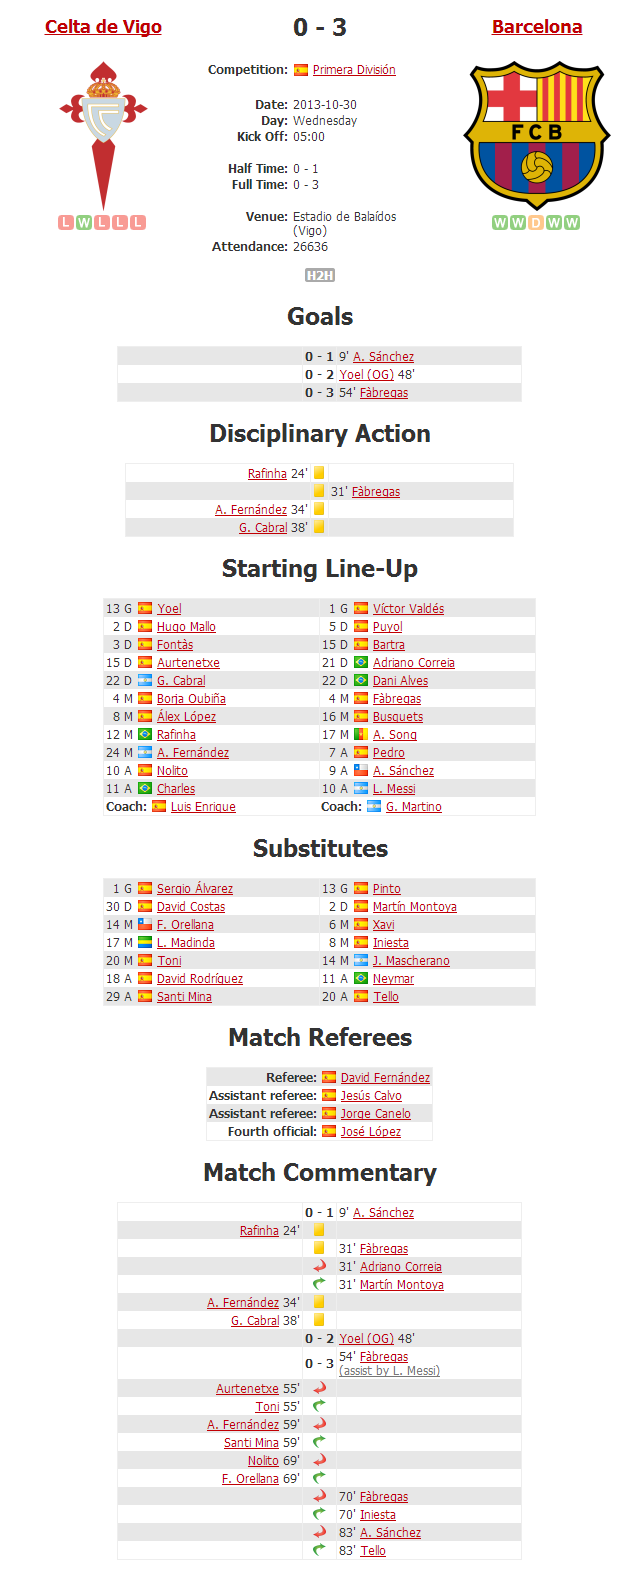 Celta de Vigo 0 - 3 Barcelona
Competition: Primera División
Date: 2013-10-30
Day: Wednesday
Kick Off: 05:00
Half Time: 0 - 1
Full Time: 0 - 3
Venue: Estadio de Balaídos
(Vigo)
Attendance: 26636
FCB
L W L L L
W W D W W
H2H
Goals
0 - 1 9' A. Sánchez
0 - 2 Yoel (OG) 48'
0 - 3 54' Fàbregas
Disciplinary Action
Rafinha 24'
31' Fàbregas
A. Fernández 34'
G. Cabral 38'
Starting Line-Up
13 G Yoel 1 G Víctor Valdés
2 D Hugo Mallo 5 D Puyol
3 D Fontàs 15 D Bartra
15 D Aurtenetxe 21 D Adriano Correia
22 D G. Cabral 22 D Dani Alves
4 M Borja Oubiña 4 M Fàbregas
8 M Álex López 16 M Busquets
12 M Rafinha 17 M A. Song
24 M A. Fernández 7 A Pedro
10 A Nolito 9 A A. Sánchez
11 A Charles 10 A L. Messi
Coach: Luis Enrique Coach: G. Martino
Substitutes
1 G Sergio Álvarez 13 G Pinto
30 D David Costas 2 D Martín Montoya
14 M F. Orellana 6 M Xavi
17 M L. Madinda 8 M Iniesta
20 M Toni 14 M J. Mascherano
18 A David Rodríguez 11 A Neymar
29 A Santi Mina 20 A Tello
Match Referees
Referee: David Fernández
Assistant referee: Jesús Calvo
Assistant referee: Jorge Canelo
Fourth official: José López
Match Commentary
0 - 1 9' A. Sánchez
Rafinha 24'
31' Fàbregas
31' Adriano Correia
31' Martín Montoya
A. Fernández 34'
G. Cabral 38'
0 - 2 Yoel (OG) 48'
0 - 3 54' Fàbregas
(assist by L. Messi)
Aurtenetxe 55'
Toni 55'
A. Fernández 59'
Santi Mina 59'
Nolito 69'
F. Orellana 69'
70' Fàbregas
70' Iniesta
83' A. Sánchez
83' Tello